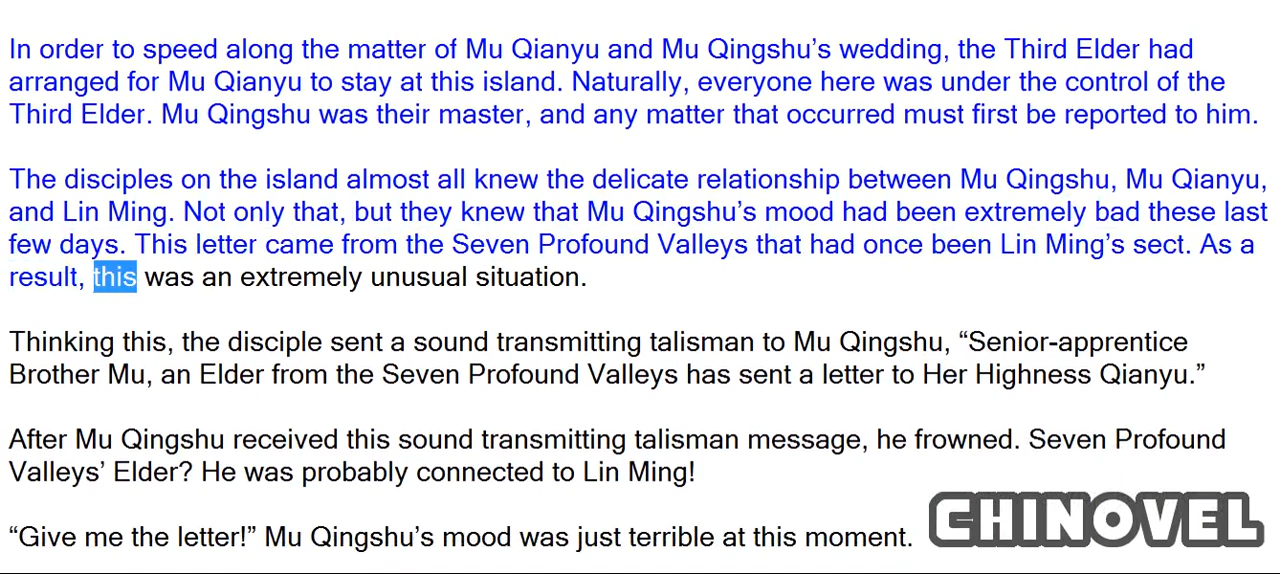 In order to speed along the matter of Mu Qianyu and Mu Qingshu’s wedding, the Third Elder had
arranged for Mu Qianyu to stay at this island. Naturally, everyone here was under the control of the
Third Elder. Mu Qingshu was their master, and any matter that occurred must first be reported to him.
The disciples on the island almost all knew the delicate relationship between Mu Qingshu, Mu Qianyu,
and Lin Ming. Not only that, but they knew that Mu Qingshu’s mood had been extremely bad these last
few days. This letter came from the Seven Profound Valleys that had once been Lin Ming’s sect. As a
result, this was an extremely unusual situation.
Thinking this, the disciple sent a sound transmitting talisman to Mu Qingshu, “Senior-apprentice
Brother Mu, an Elder from the Seven Profound Valleys has sent a letter to Her Highness Qianyu.”
After Mu Qingshu received this sound transmitting talisman message, he frowned. Seven Profound
Valleys’ Elder? He was probably connected to Lin Ming!
“Give me the letter!” Mu Qingshu’s mood was just terrible at this moment.
CHINOVEL